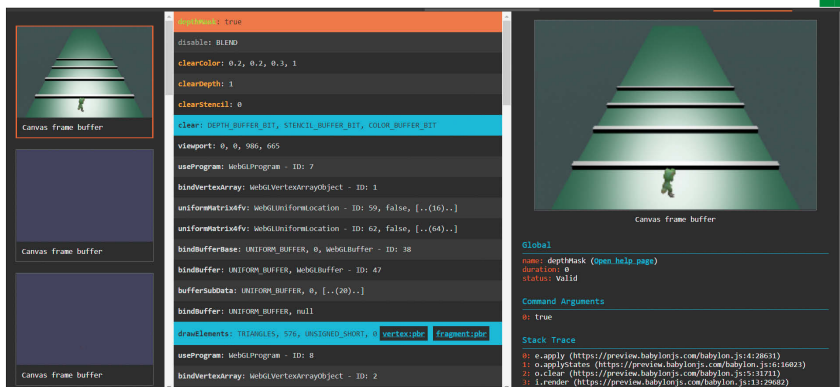 Canvas frame buffer
Canvas frame buffer
Canvas frame buffer
depthMask: true
disable: BLEND
clearColor: 0.2, 0.2, 0.3, 1
clearDepth: 1
clearStencil: 0
clear: DEPTH_BUFFER_BIT, STENCIL_BUFFER_BIT, COLOR_BUFFER_BIT
viewport: 0, 0, 986, 665
useProgram: WebGLProgram - ID: 7
bindVertexArray: WebGLVertexArrayObject - ID: 1
uniformMatrix4fv: WebGLUniformLocation - ID: 59, false, [..(16)..]
uniformMatrix4fv: WebGLUniformLocation - ID: 62, false, [..(64)..]
bindBufferBase: UNIFORM_BUFFER, 0, WebGLBuffer - ID: 38
bindBuffer: UNIFORM_BUFFER, WebGLBuffer - ID: 47
bufferSubData: UNIFORM_BUFFER, 0, [..(20)..]
bindBuffer: UNIFORM_BUFFER, null
drawElements: TRIANGLES, 576, UNSIGNED_SHORT, 0 vertex:pbr fragment:pbr
useProgram: WebGLProgram - ID: 8
bindVertexArray: WebGLVertexArrayObject - ID: 2
Canvas frame buffer
Global
name: depthMask (Open help page)
duration: 0
status: Valid
Command Arguments
0: true
Stack Trace
0: e.apply (https://preview.babylonjs.com/babylon.js:4:28631)
1: o.applyStates (https://preview.babylonjs.com/babylon.js:6:16023)
2: o.clear (https://preview.babylonjs.com/babylon.js:5:31711)
3: i.render (https://preview.babylonjs.com/babylon.js:13:29682)